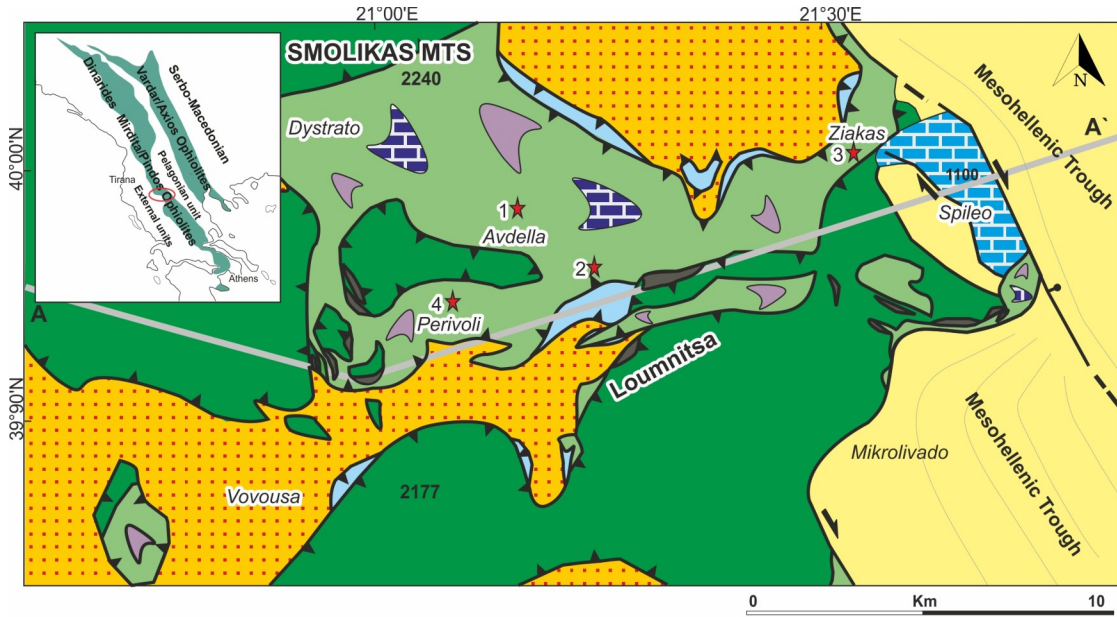 21°00'E
21°30'E
SMOLIKAS MTS
2240
N
Mesohellenic Trough
A`
Dinarides
Vardar/Axios Ophiolites
Serbo-Macedonian
Mirdita/Pindos Ophiolites
Pelagonian unit
External units
Tirana
Athens
Dystrato
Ziakas
3
40°00'N
1100
Spileo
1
Avdella
2
A
4
Perivoli
Loumnitsa
39°90'N
Mikrolivado
Mesohellenic Trough
2177
Vovousa
0 Km 10